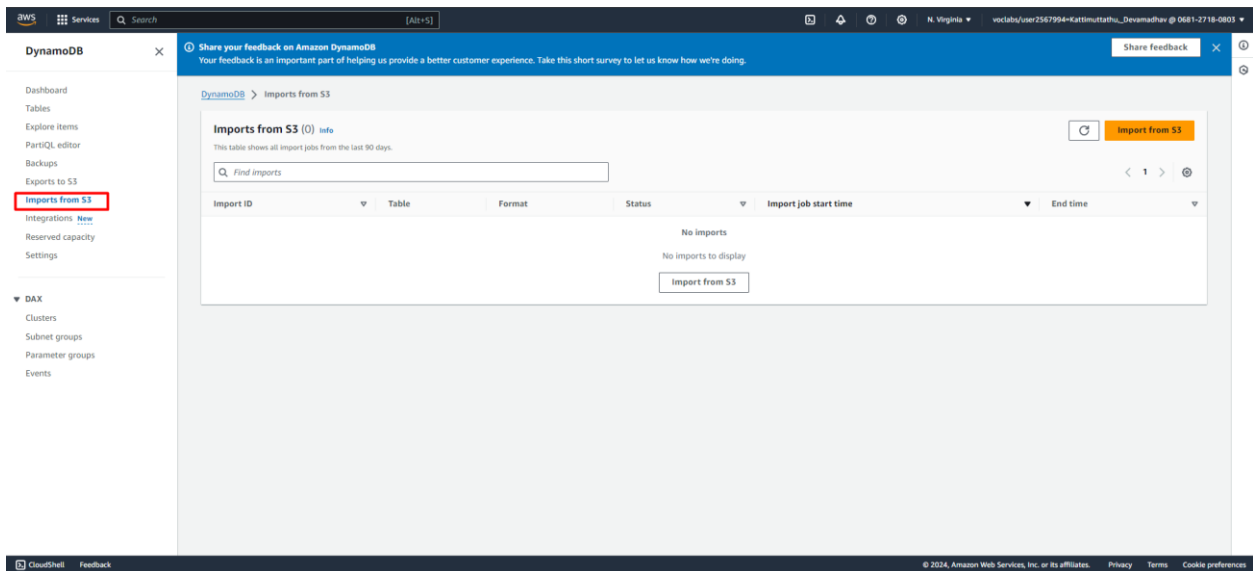 aws Services Search [Alt+S] N. Virginia voclabs/user2567994=Kattimuttathu,_Devamadhav @ 0681-2718-0803
DynamoDB
Dashboard
Tables
Explore items
PartiQL editor
Backups
Exports to S3
Imports from S3
Integrations New
Reserved capacity
Settings
DAX
Clusters
Subnet groups
Parameter groups
Events
Share your feedback on Amazon DynamoDB
Your feedback is an important part of helping us provide a better customer experience. Take this short survey to let us know how we're doing.
Share feedback
DynamoDB > Imports from S3
Imports from S3 (0) Info
This table shows all import jobs from the last 90 days.
Import from S3
Find imports
< 1 >
Import ID Table Format Status Import job start time End time
No imports
No imports to display
Import from S3
CloudShell Feedback © 2024, Amazon Web Services, Inc. or its affiliates. Privacy Terms Cookie preferences